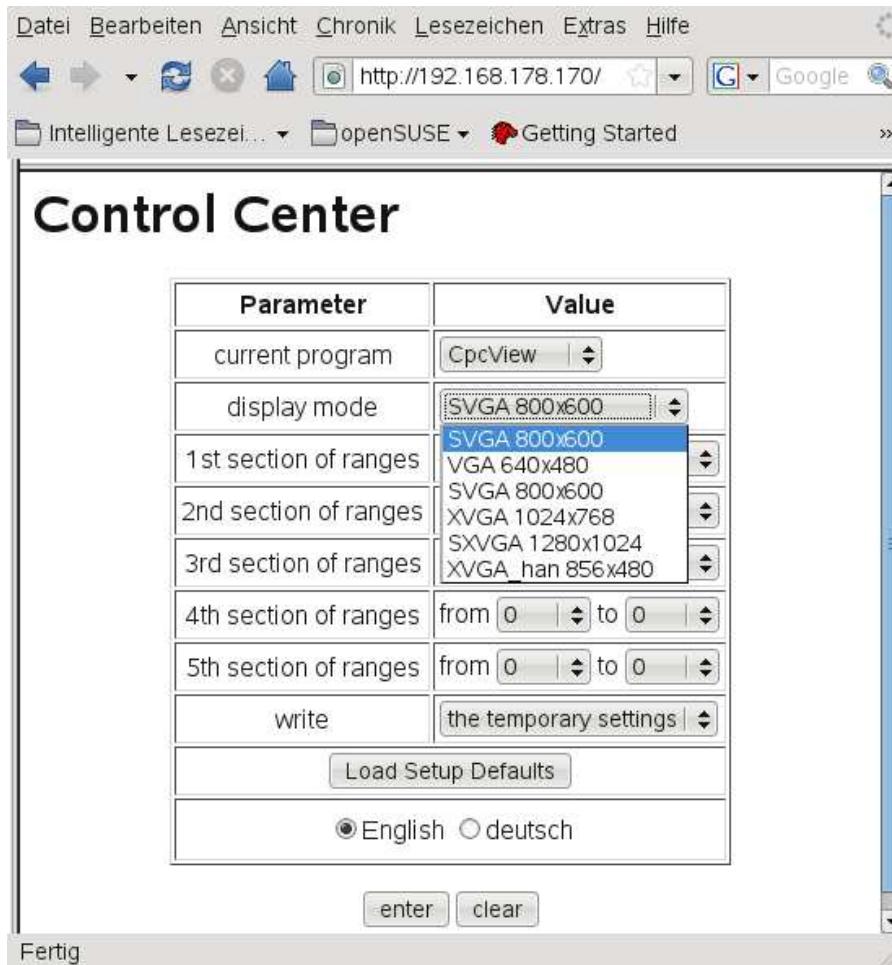 Datei Bearbeiten Ansicht Chronik Lesezeichen Extras Hilfe
http://192.168.178.170/ G Google
Intelligente Lesezei... openSUSE Getting Started »
Control Center
Parameter Value
current program CpcView
display mode SVGA 800x600
SVGA 800x600
VGA 640x480
SVGA 800x600
XVGA 1024x768
SXVGA 1280x1024
XVGA_han 856x480
1st section of ranges
2nd section of ranges
3rd section of ranges
4th section of ranges from 0 to 0
5th section of ranges from 0 to 0
write the temporary settings
Load Setup Defaults
English deutsch
enter clear
Fertig